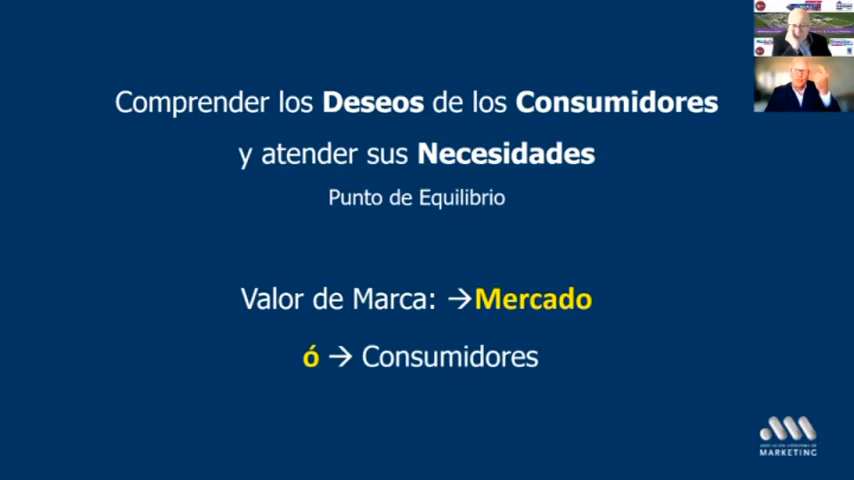 Comprender los Deseos de los Consumidores
y atender sus Necesidades
Punto de Equilibrio
Valor de Marca: →Mercado
ó → Consumidores
MARKETING